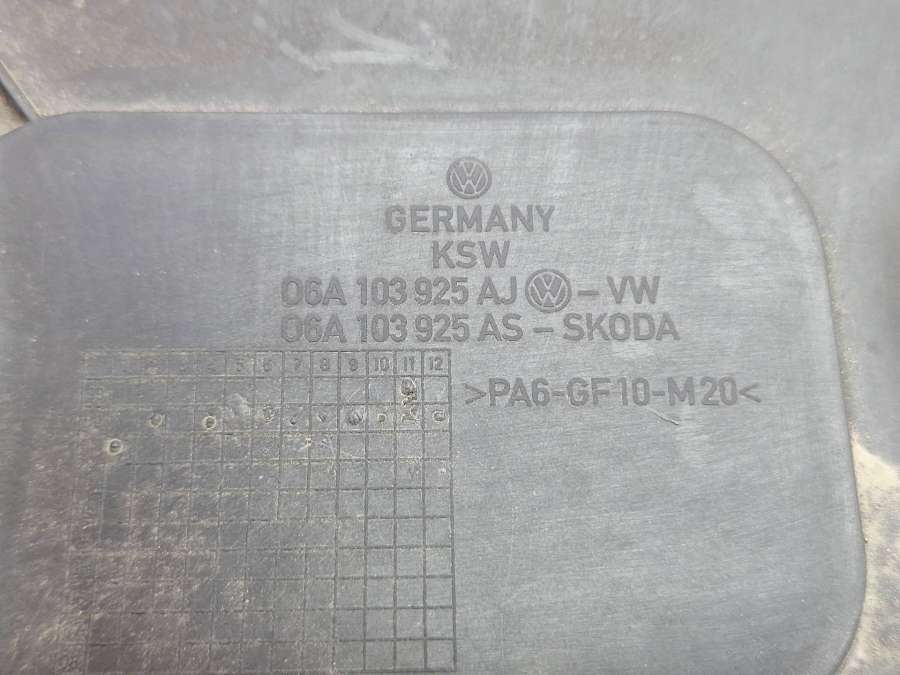 GERMANY
KSW
06A 103 925 AJ VW - VW
06A 103 925 AS - SKODA
5 6 7 8 9 10 11 12
>PA6-GF10-M20<